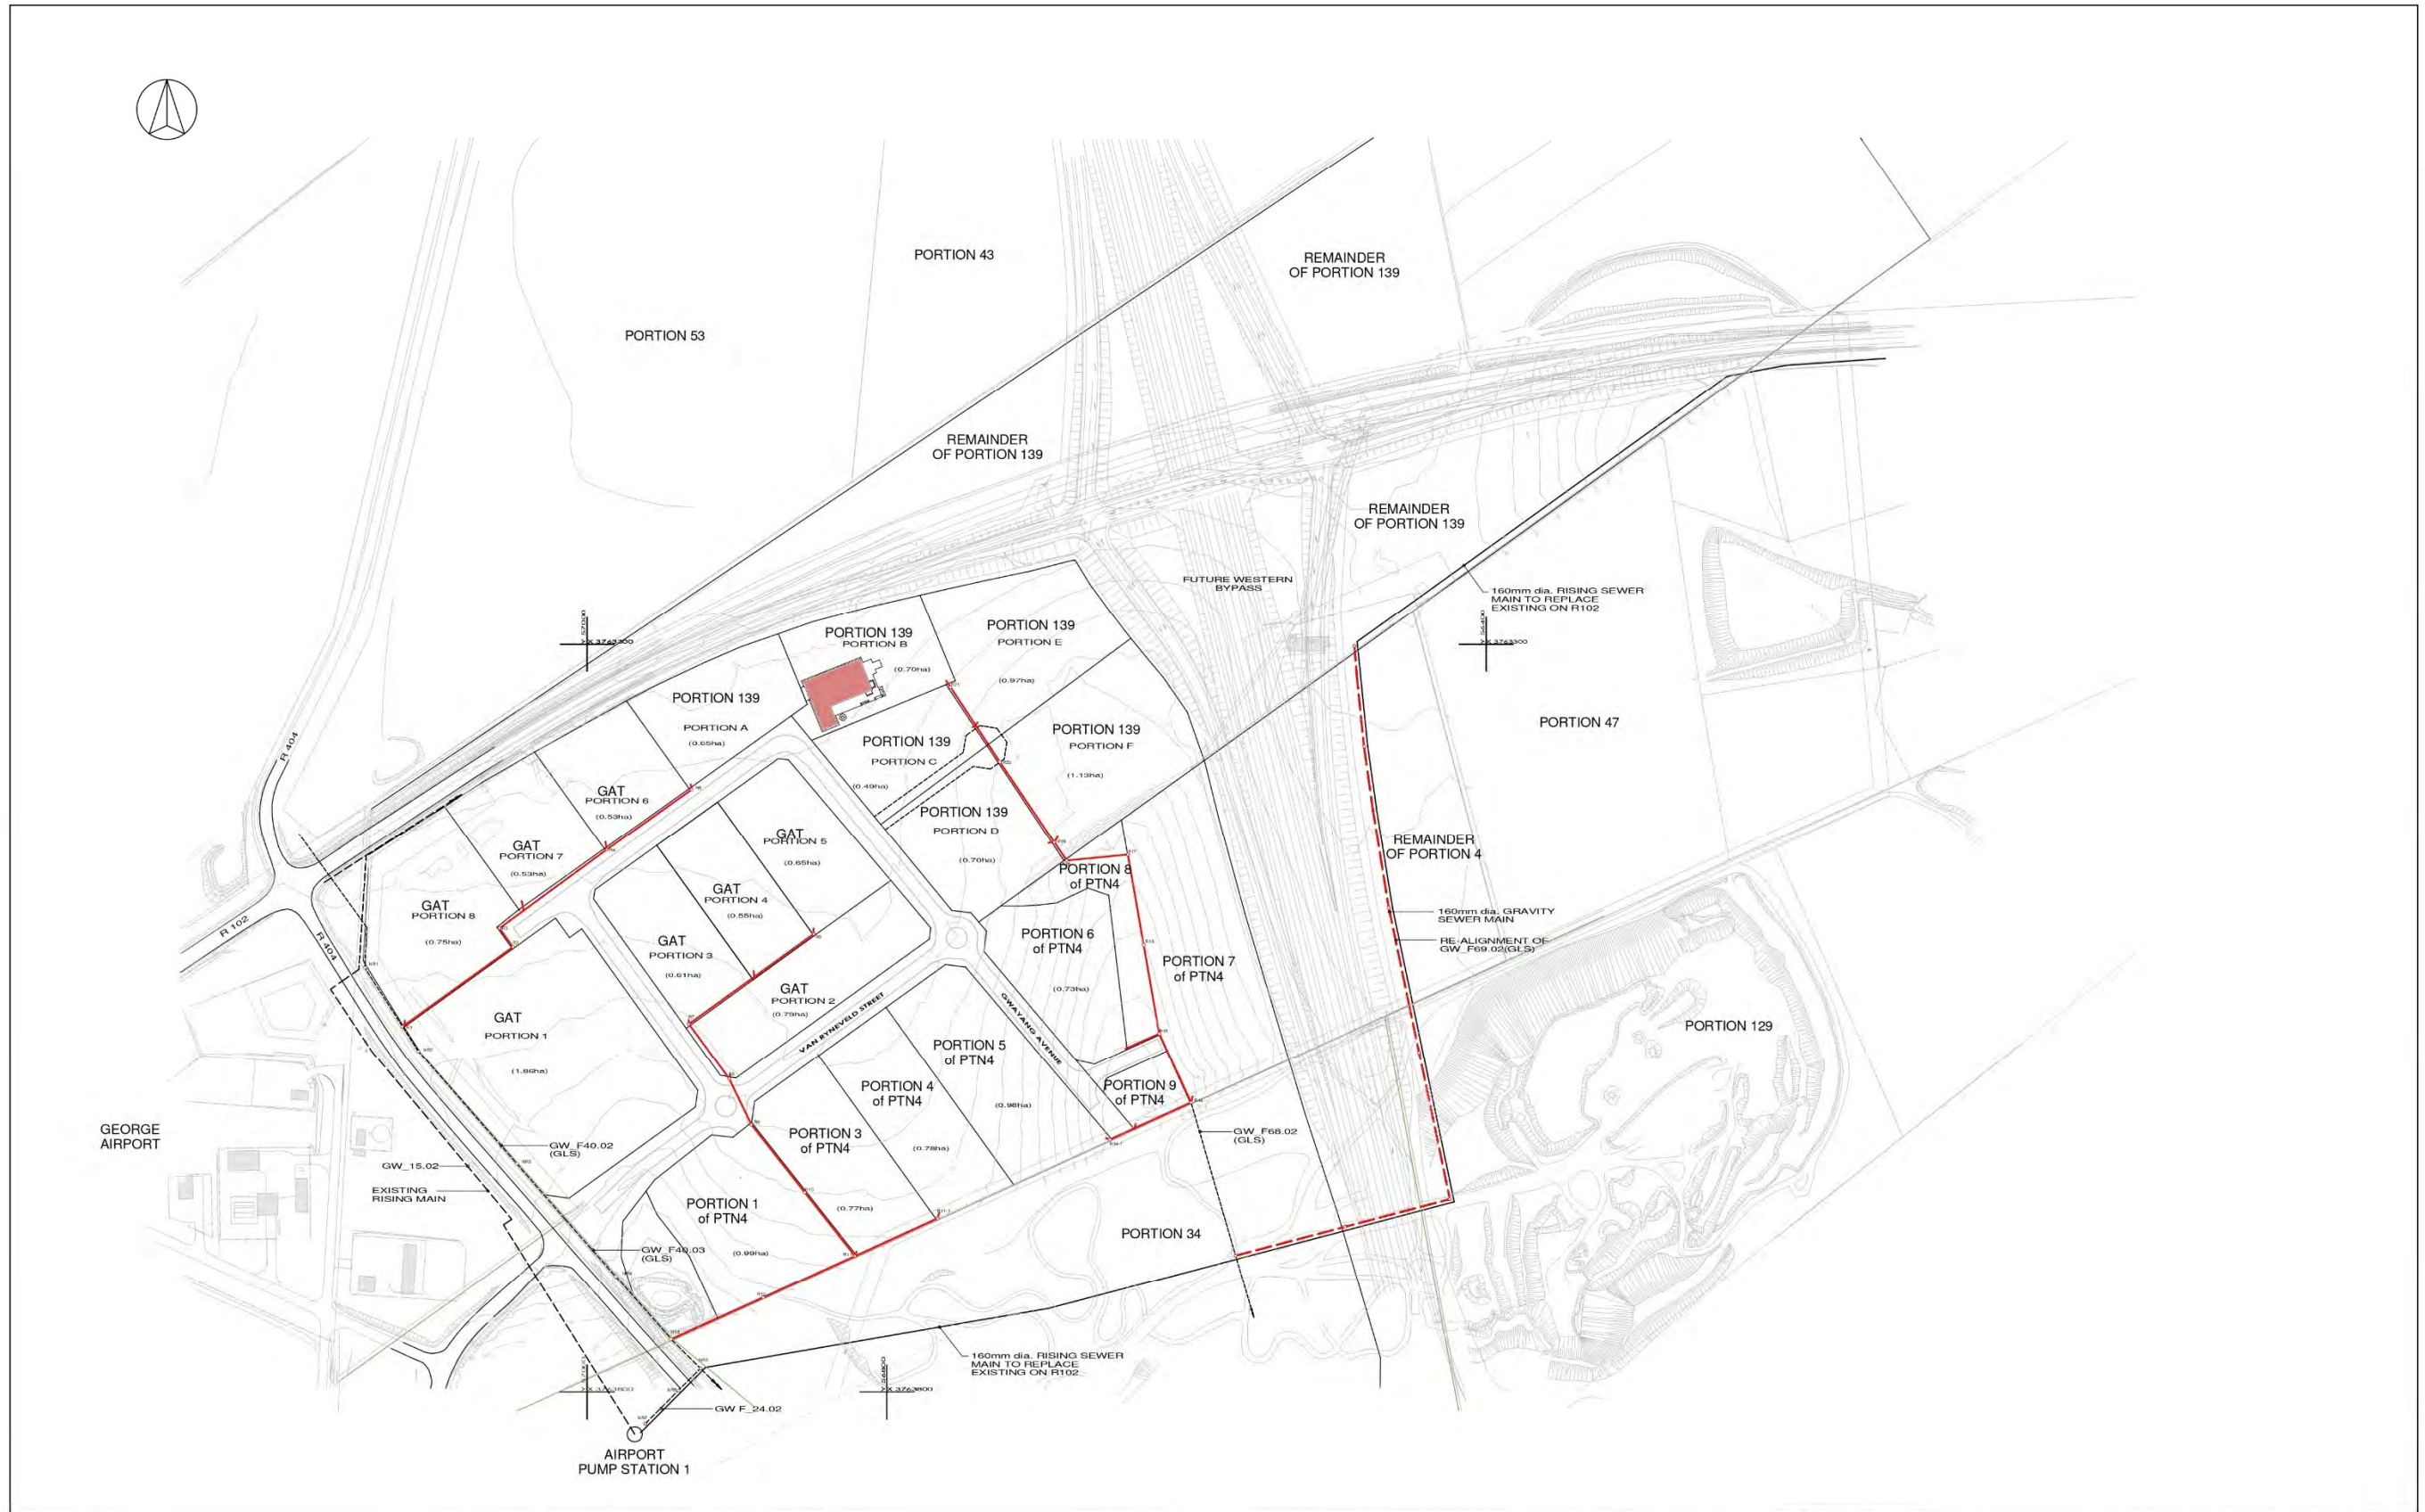 PORTION 43
REMAINDER
OF PORTION 139
PORTION 53
REMAINDER
OF PORTION 139
REMAINDER
OF PORTION 139
FUTURE WESTERN
BYPASS
160mm dia. RISING SEWER
MAIN TO REPLACE
EXISTING ON R102
Y 57000
X 3763300
X 3763300
PORTION 139
PORTION B
(0.70ha)
PORTION 139
PORTION E
(0.97ha)
PORTION 139
PORTION A
(0.65ha)
PORTION 139
PORTION C
(0.49ha)
PORTION 139
PORTION F
(1.13ha)
PORTION 47
R 404
GAT
PORTION 6
(0.53ha)
PORTION 139
PORTION D
(0.70ha)
GAT
PORTION 5
(0.65ha)
GAT
PORTION 7
(0.53ha)
REMAINDER
OF PORTION 4
PORTION 8
of PTN4
GAT
PORTION 4
(0.55ha)
GAT
PORTION 8
(0.75ha)
160mm dia. GRAVITY
SEWER MAIN
RE-ALIGNMENT OF
GW_F69.02(GLS)
R 102
R 404
GAT
PORTION 3
(0.61ha)
PORTION 6
of PTN4
(0.73ha)
PORTION 7
of PTN4
GAT
PORTION 2
(0.79ha)
VAN RYNEVELD STREET
GWAYANG AVENUE
GAT
PORTION 1
(1.86ha)
PORTION 129
PORTION 5
of PTN4
(0.96ha)
PORTION 4
of PTN4
(0.78ha)
PORTION 9
of PTN4
GEORGE
AIRPORT
PORTION 3
of PTN4
(0.77ha)
GW_F68.02
(GLS)
GW_F40.02
(GLS)
GW_15.02
EXISTING
RISING MAIN
PORTION 1
of PTN4
(0.99ha)
PORTION 34
GW_F40.03
(GLS)
160mm dia. RISING SEWER
MAIN TO REPLACE
EXISTING ON R102
X 3763800
X 3763800
GW F_24.02
AIRPORT
PUMP STATION 1